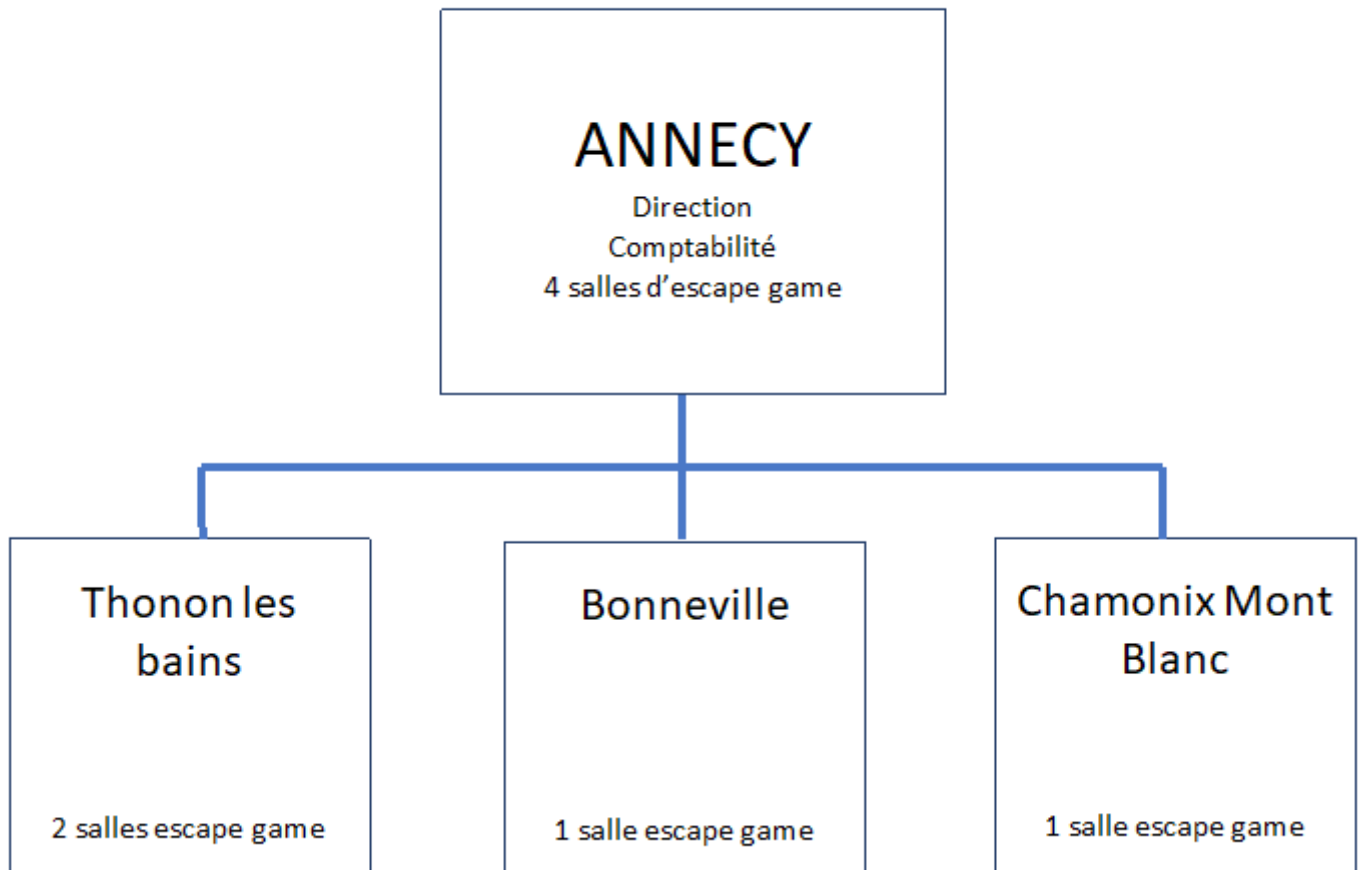 ANNECY
Direction
Comptabilité
4 salles d’escape game
Thonon les
bains
2 salles escape game
Bonneville
1 salle escape game
Chamonix Mont
Blanc
1 salle escape game